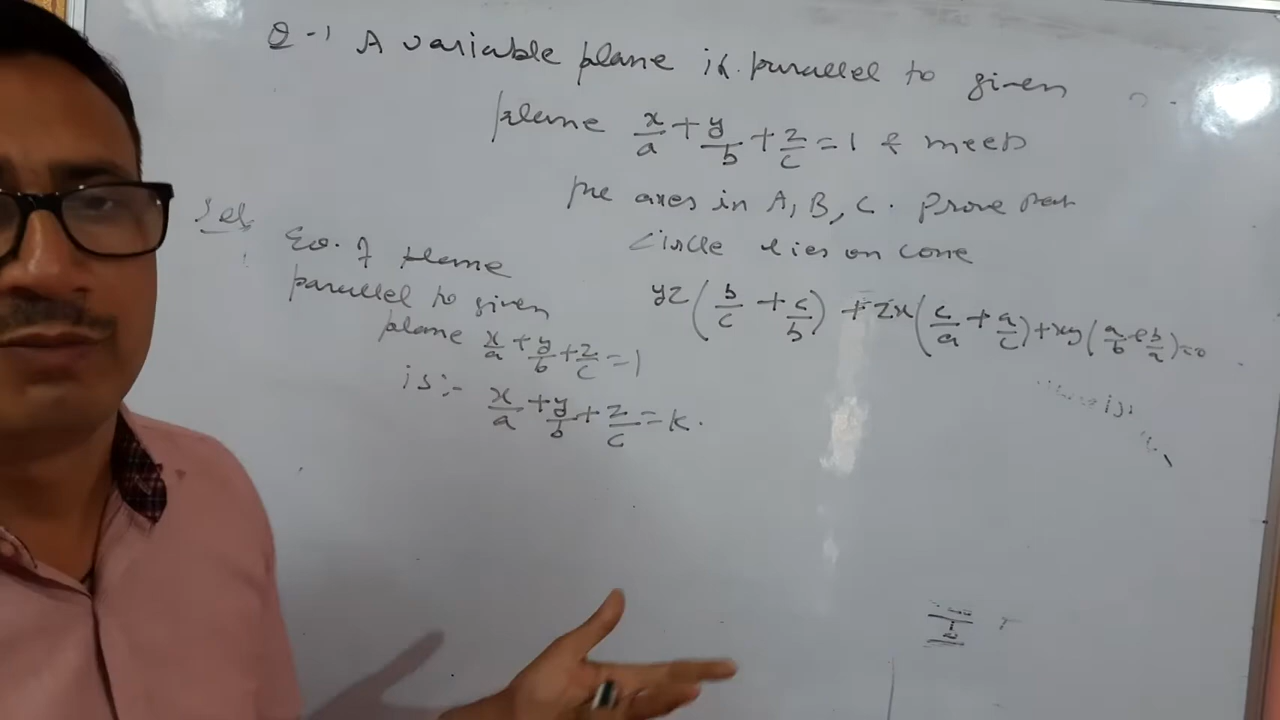 Q-1 A variable plane is parallel to given
plane x/a + y/b + z/c = 1 & meets
the axes in A, B, C. Prove that
circle lies on cone
yz(b/c + c/b) + zx(c/a + a/c) + xy(a/b + b/a) = 0
Sol
Eq. of plane
parallel to given
plane x/a + y/b + z/c = 1
is:-
x/a + y/b + z/c = K.